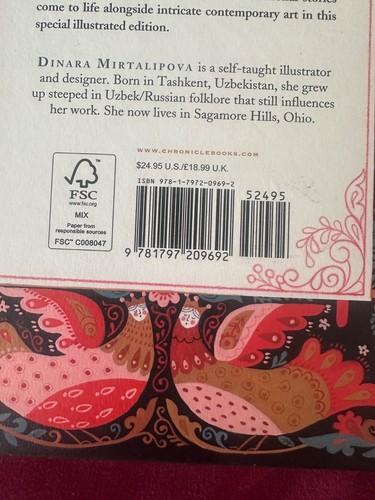 come to life alongside intricate contemporary art in this
special illustrated edition.
DINARA MIRTALIPOVA is a self-taught illustrator
and designer. Born in Tashkent, Uzbekistan, she grew
up steeped in Uzbek/Russian folklore that still influences
her work. She now lives in Sagamore Hills, Ohio.
WWW.CHRONICLEBOOKS.COM
$24.95 U.S./£18.99 U.K.
ISBN 978-1-7972-0969-2
52495
9 781797 209692
FSC
www.fsc.org
MIX
Paper from
responsible sources
FSC™ C008047